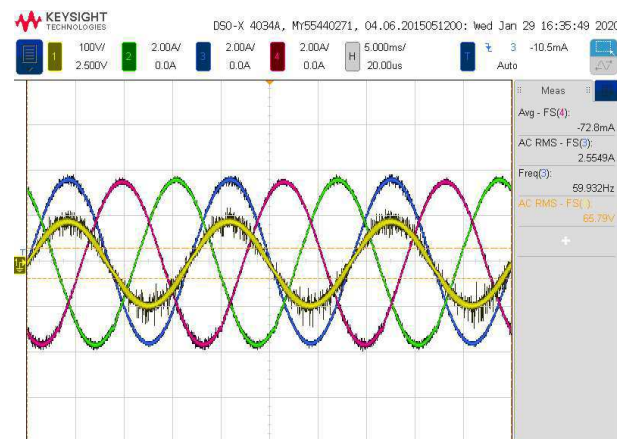 KEYSIGHT
TECHNOLOGIES
DSO-X 4034A, MY55440271, 04.06.2015051200: Wed Jan 29 16:35:49 2020
1 100V/ 2 2.00A/ 3 2.00A/ 4 2.00A/ H 5.000ms/ T 3 -10.5mA
2.500V 0.0A 0.0A 0.0A 20.00us Auto
Meas
Avg - FS(4):
-72.8mA
AC RMS - FS(3):
2.5549A
Freq(3):
59.932Hz
AC RMS - FS( ):
65.79V